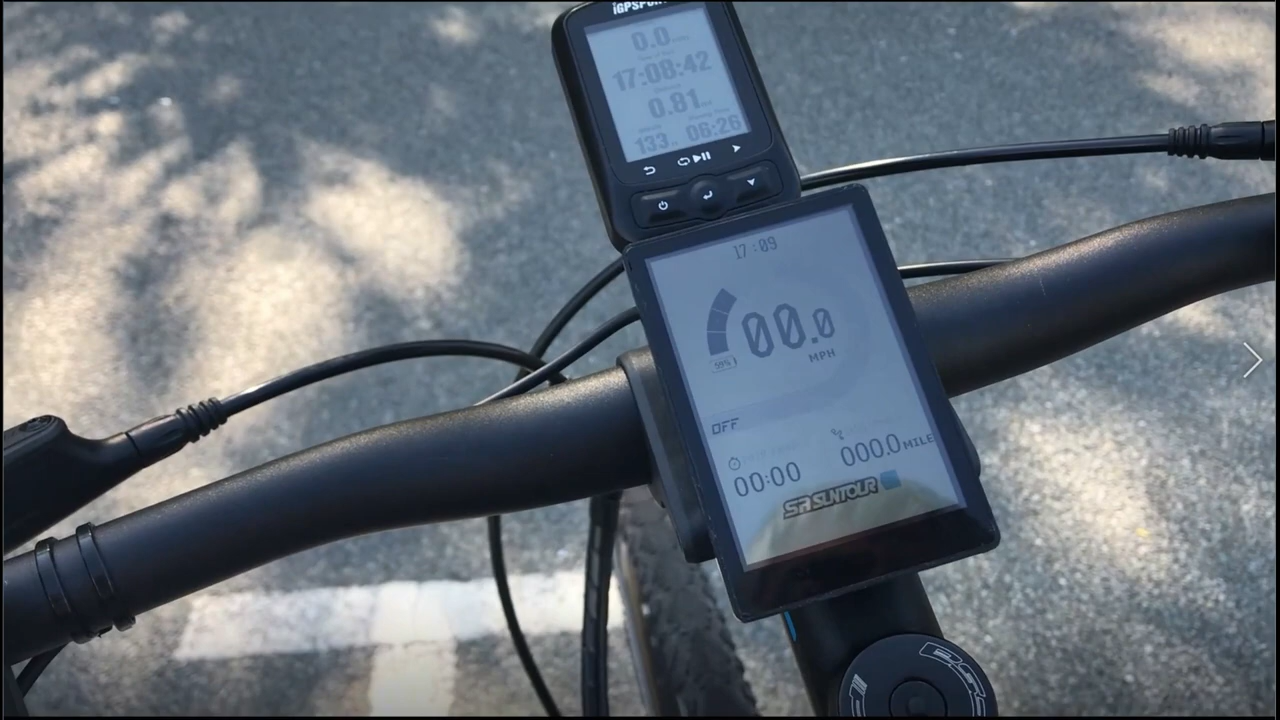 iGPSPORT
0.0
17:08:42
0.81
133
06:26
17:09
00.0
MPH
59%
OFF
00:00
000.0 MILE
SR SUNTOUR